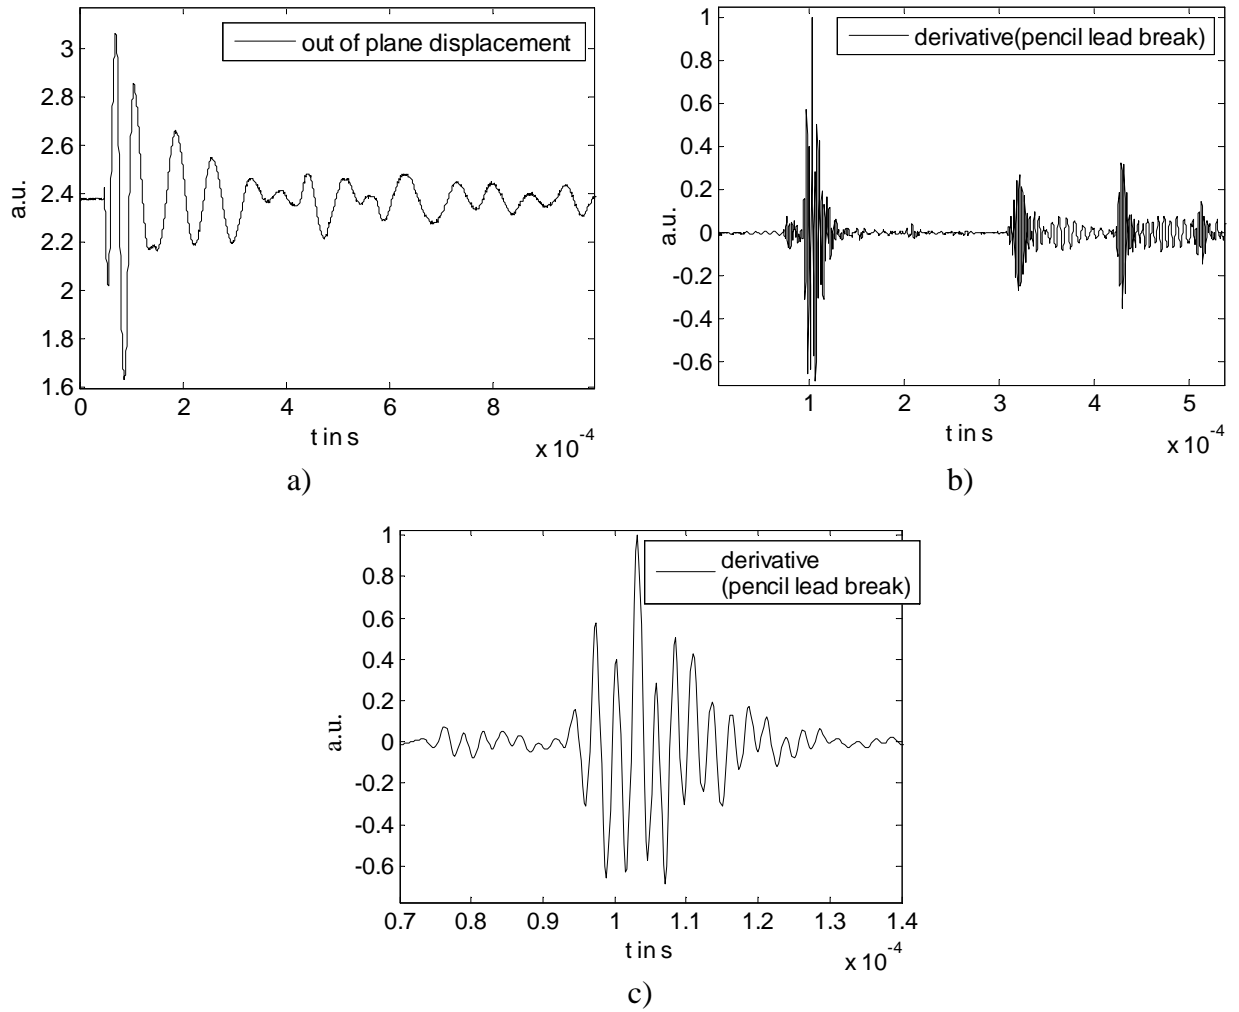 out of plane displacement
3
2.8
2.6
2.4
2.2
2
1.8
1.6
a.u.
0 2 4 6 8
t in s
x 10-4
a)
derivative(pencil lead break)
1
0.8
0.6
0.4
0.2
0
-0.2
-0.4
-0.6
a.u.
1 2 3 4 5
t in s
x 10-4
b)
derivative
(pencil lead break)
1
0.8
0.6
0.4
0.2
0
-0.2
-0.4
-0.6
a.u.
0.7 0.8 0.9 1 1.1 1.2 1.3 1.4
t in s
x 10-4
c)